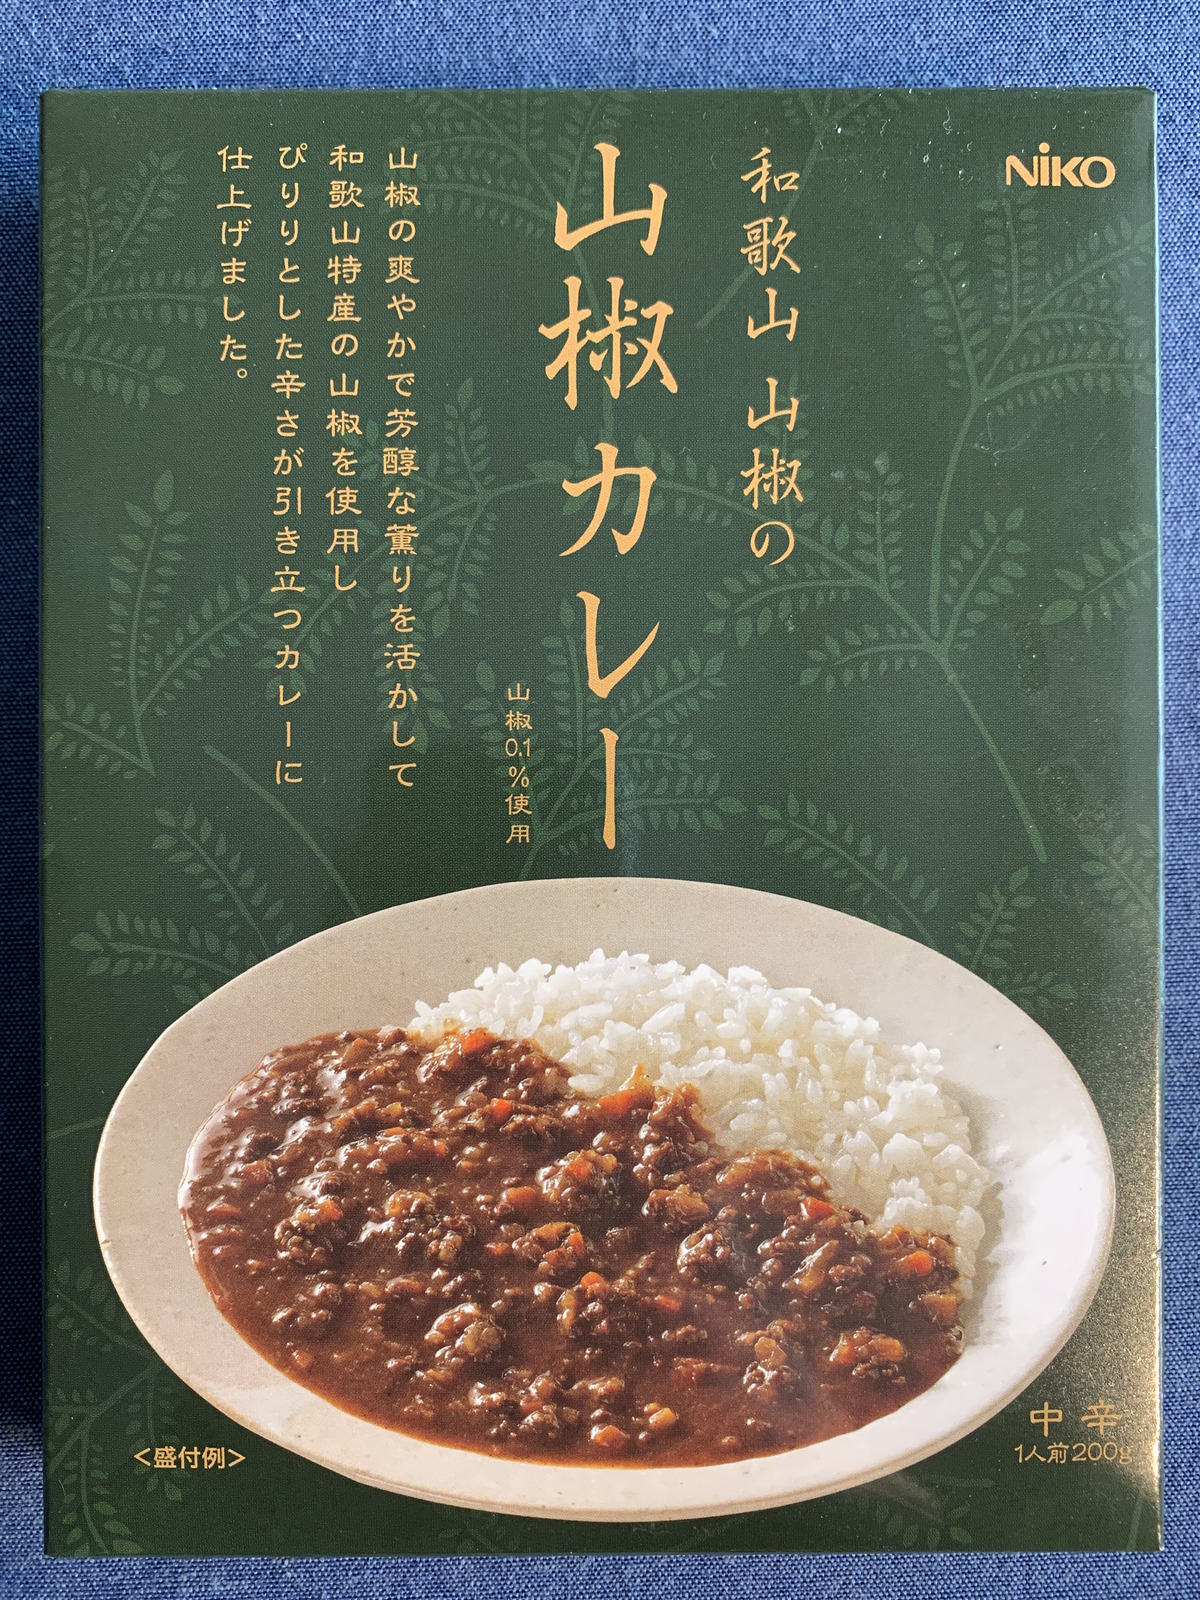 NiKO
和歌山 山椒の
山椒カレー
山椒0.1%使用
山椒の爽やかで芳醇な薫りを活かして
和歌山特産の山椒を使用し
ぴりりとした辛さが引き立つカレーに
仕上げました。
中辛
1人前200g
<盛付例>